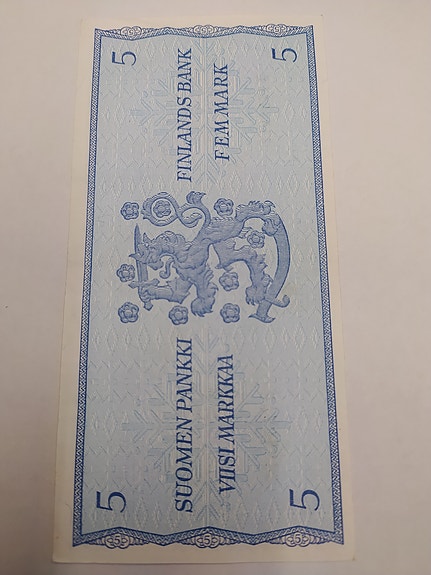 5
5
SUOMEN PANKKI
FINLANDS BANK
VIISI MARKKAA
FEM MARK
5
5